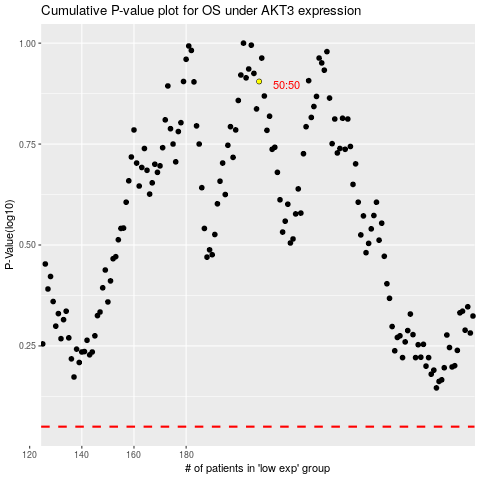 Cumulative P-value plot for OS under AKT3 expression
1.00
50:50
0.75
P-Value(log10)
0.50
0.25
120 140 160 180
# of patients in 'low exp' group